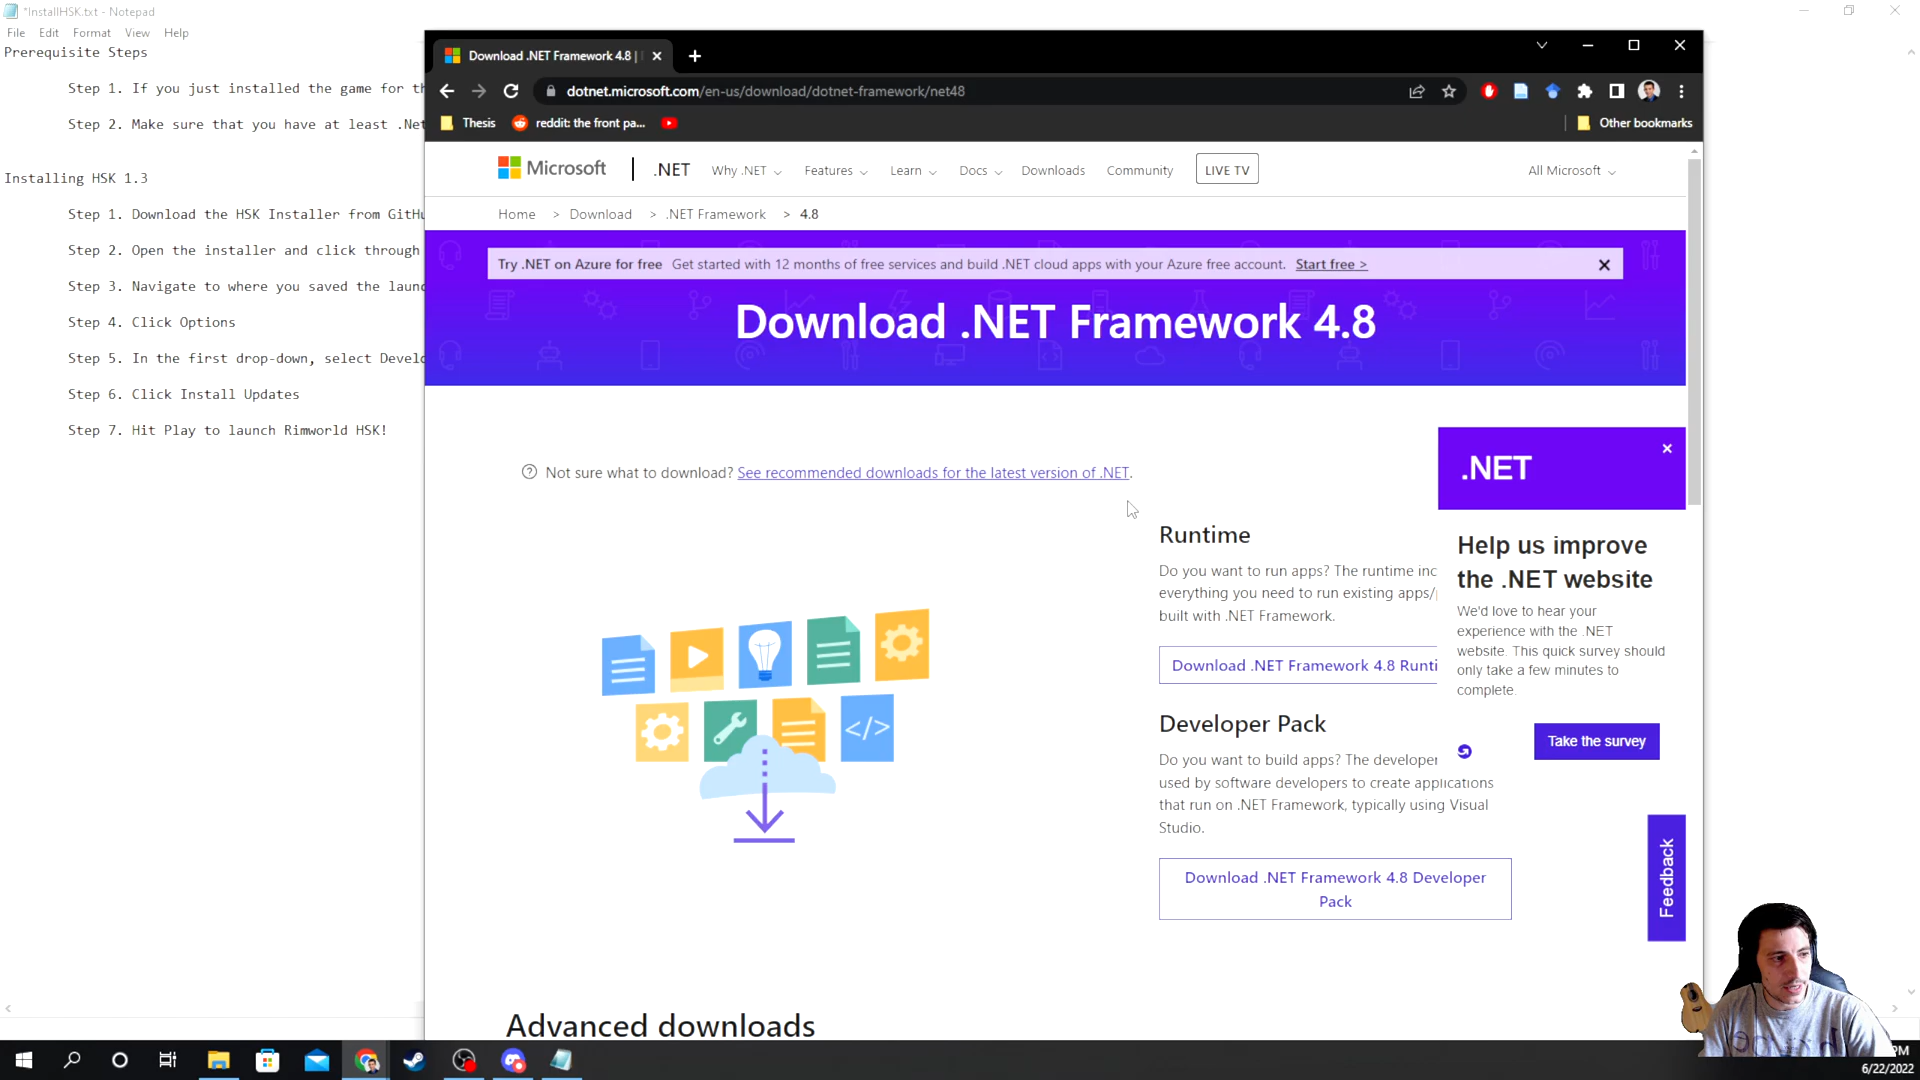 *InstallHSK.txt - Notepad
File Edit Format View Help
Prerequisite Steps
Step 1. If you just installed the game for th
Step 2. Make sure that you have at least .Net
Installing HSK 1.3
Step 1. Download the HSK Installer from GitHu
Step 2. Open the installer and click through
Step 3. Navigate to where you saved the laun
Step 4. Click Options
Step 5. In the first drop-down, select Develo
Step 6. Click Install Updates
Step 7. Hit Play to launch Rimworld HSK!
Download .NET Framework 4.8 |
dotnet.microsoft.com/en-us/download/dotnet-framework/net48
Thesis reddit: the front pa... Other bookmarks
Microsoft .NET Why .NET Features Learn Docs Downloads Community LIVE TV All Microsoft
Home > Download > .NET Framework > 4.8
Try .NET on Azure for free Get started with 12 months of free services and build .NET cloud apps with your Azure free account. Start free >
Download .NET Framework 4.8
Not sure what to download? See recommended downloads for the latest version of .NET.
Runtime
Do you want to run apps? The runtime inc
everything you need to run existing apps/
built with .NET Framework.
Download .NET Framework 4.8 Runti
Developer Pack
Do you want to build apps? The developer
used by software developers to create applications
that run on .NET Framework, typically using Visual
Studio.
Download .NET Framework 4.8 Developer
Pack
.NET
Help us improve
the .NET website
We'd love to hear your
experience with the .NET
website. This quick survey should
only take a few minutes to
complete.
Take the survey
Feedback
Advanced downloads
PM
6/22/2022